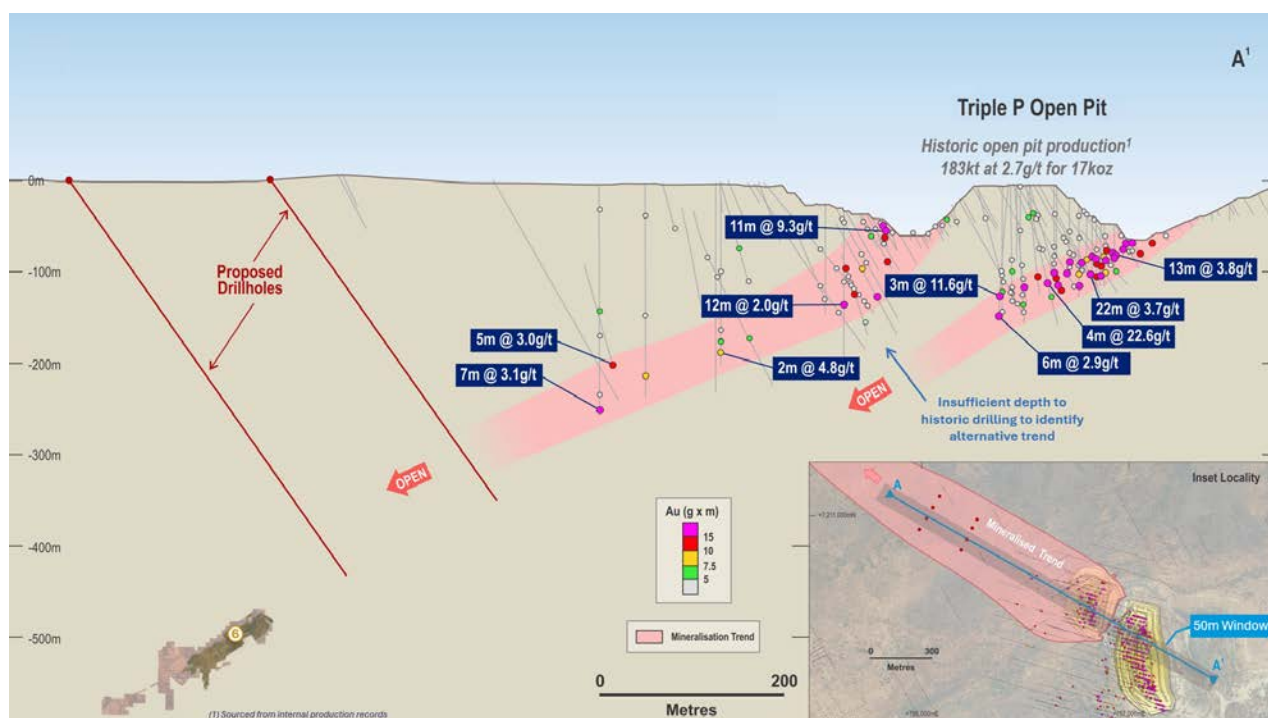 A¹
Triple P Open Pit
Historic open pit production¹
183kt at 2.7g/t for 17koz
0m
-100m
-200m
-300m
-400m
-500m
Proposed
Drillholes
11m @ 9.3g/t
12m @ 2.0g/t
5m @ 3.0g/t
7m @ 3.1g/t
2m @ 4.8g/t
3m @ 11.6g/t
13m @ 3.8g/t
22m @ 3.7g/t
4m @ 22.6g/t
6m @ 2.9g/t
OPEN
OPEN
Insufficient depth to
historic drilling to identify
alternative trend
Au (g x m)
15
10
7.5
5
Mineralisation Trend
0 200
Metres
6
(1) Sourced from internal production records
Inset Locality
A
Mineralised Trend
50m Window
A'
0 300
Metres